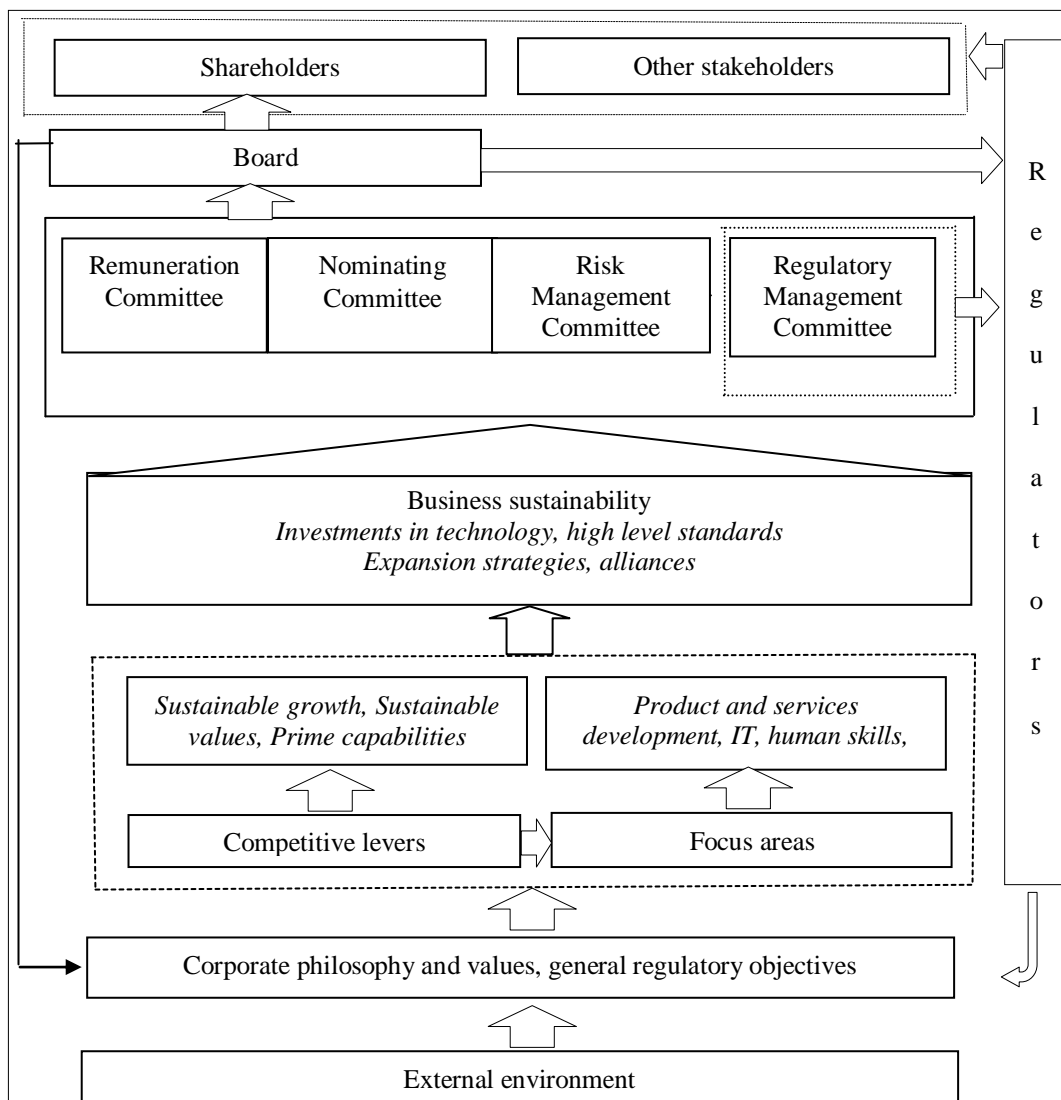 Shareholders
Other stakeholders
Board
Remuneration
Committee
Nominating
Committee
Risk
Management
Committee
Regulatory
Management
Committee
R
e
g
u
l
a
t
o
r
s
Business sustainability
Investments in technology, high level standards
Expansion strategies, alliances
Sustainable growth, Sustainable
values, Prime capabilities
Product and services
development, IT, human skills,
Competitive levers
Focus areas
Corporate philosophy and values, general regulatory objectives
External environment